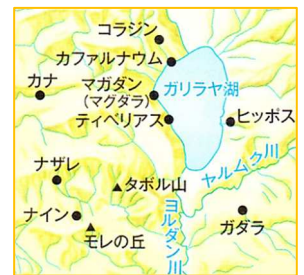 コラジン
カファルナウム
カナ
マガダン
(マグダラ)
ガリラヤ湖
ティベリアス
ヒッポス
ヤルムク川
ナザレ
タボル山
ナイン
モレの丘
ヨルダン川
ガダラ